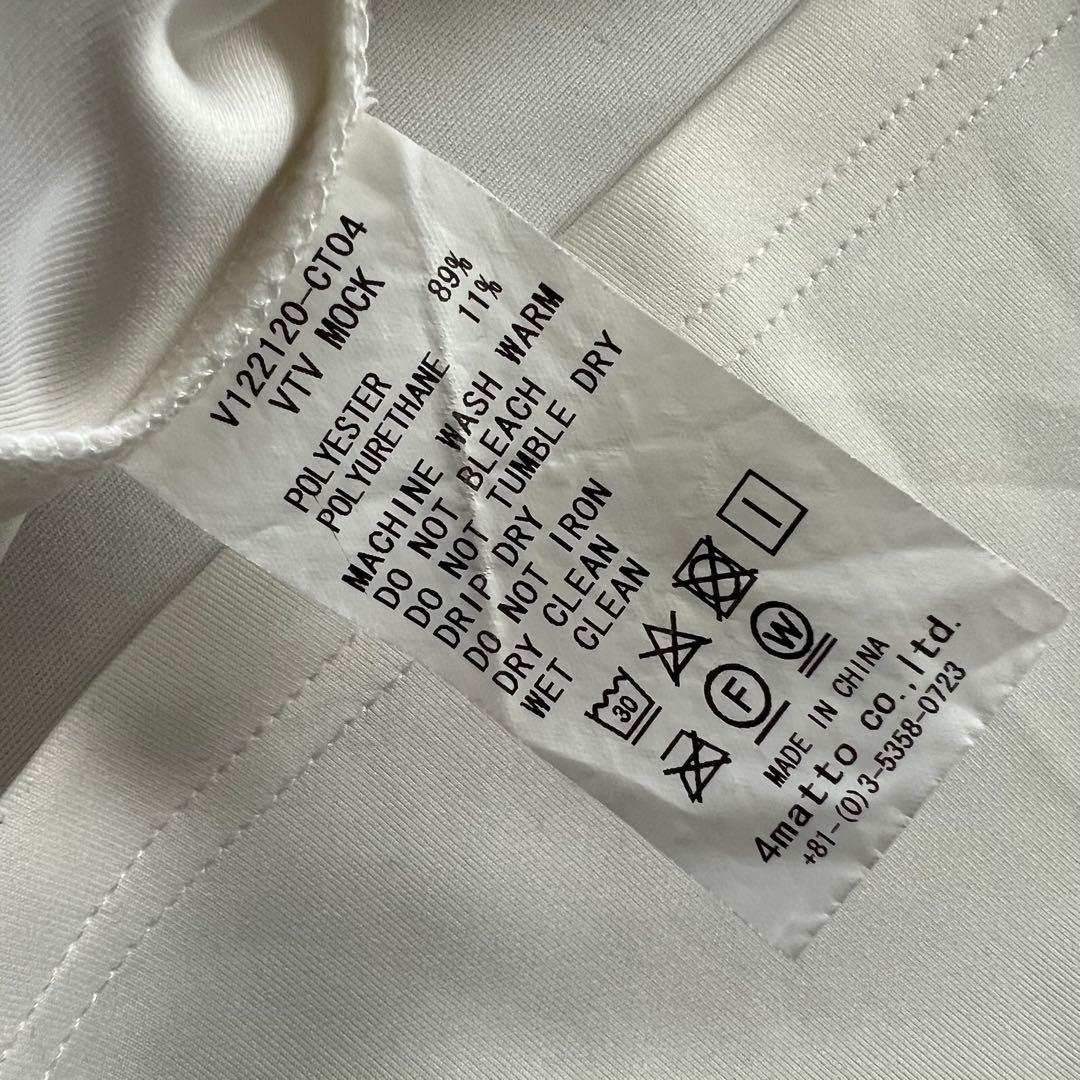 V122120-CT04
VTV MOCK
POLYESTER 89%
POLYURETHANE 11%
MACHINE WASH WARM
DO NOT BLEACH
DO NOT TUMBLE DRY
DRIP DRY
DO NOT IRON
DRY CLEAN
WET CLEAN
30
F
W
MADE IN CHINA
4matto co.,ltd.
+81-(0)3-5358-0723